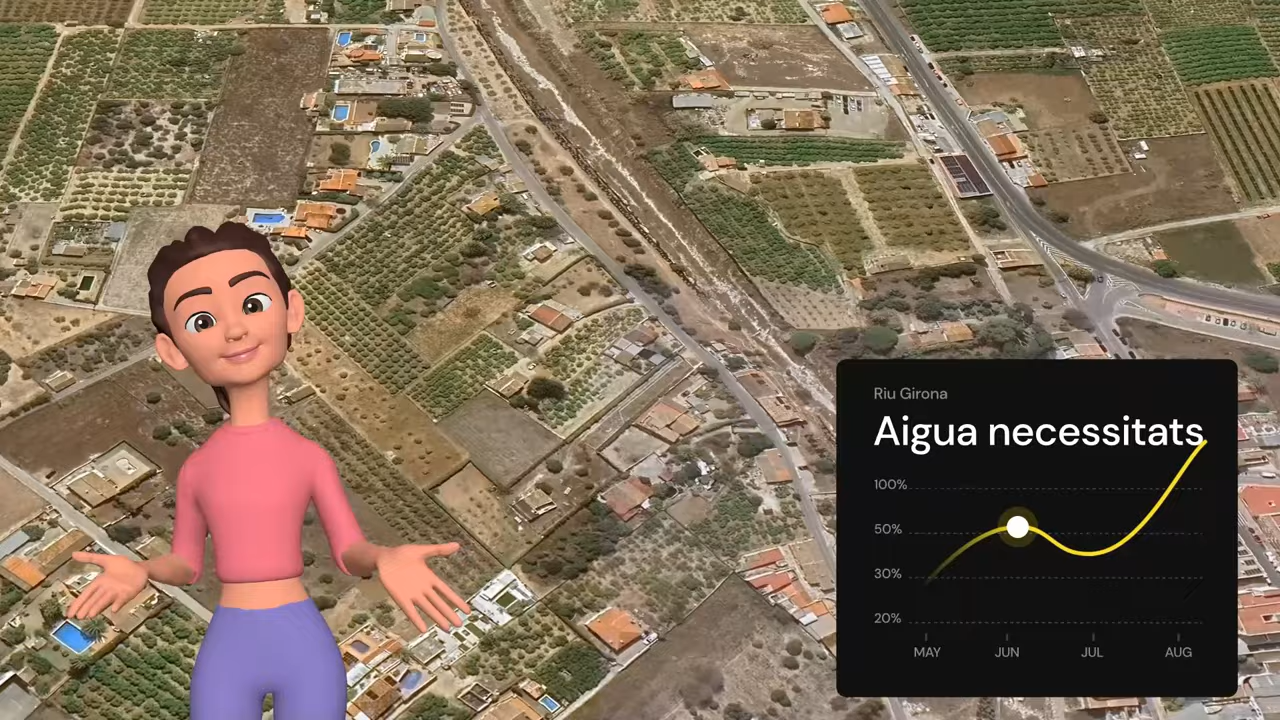 Riu Girona
Aigua necessitats
100%
50%
30%
20%
MAY JUN JUL AUG